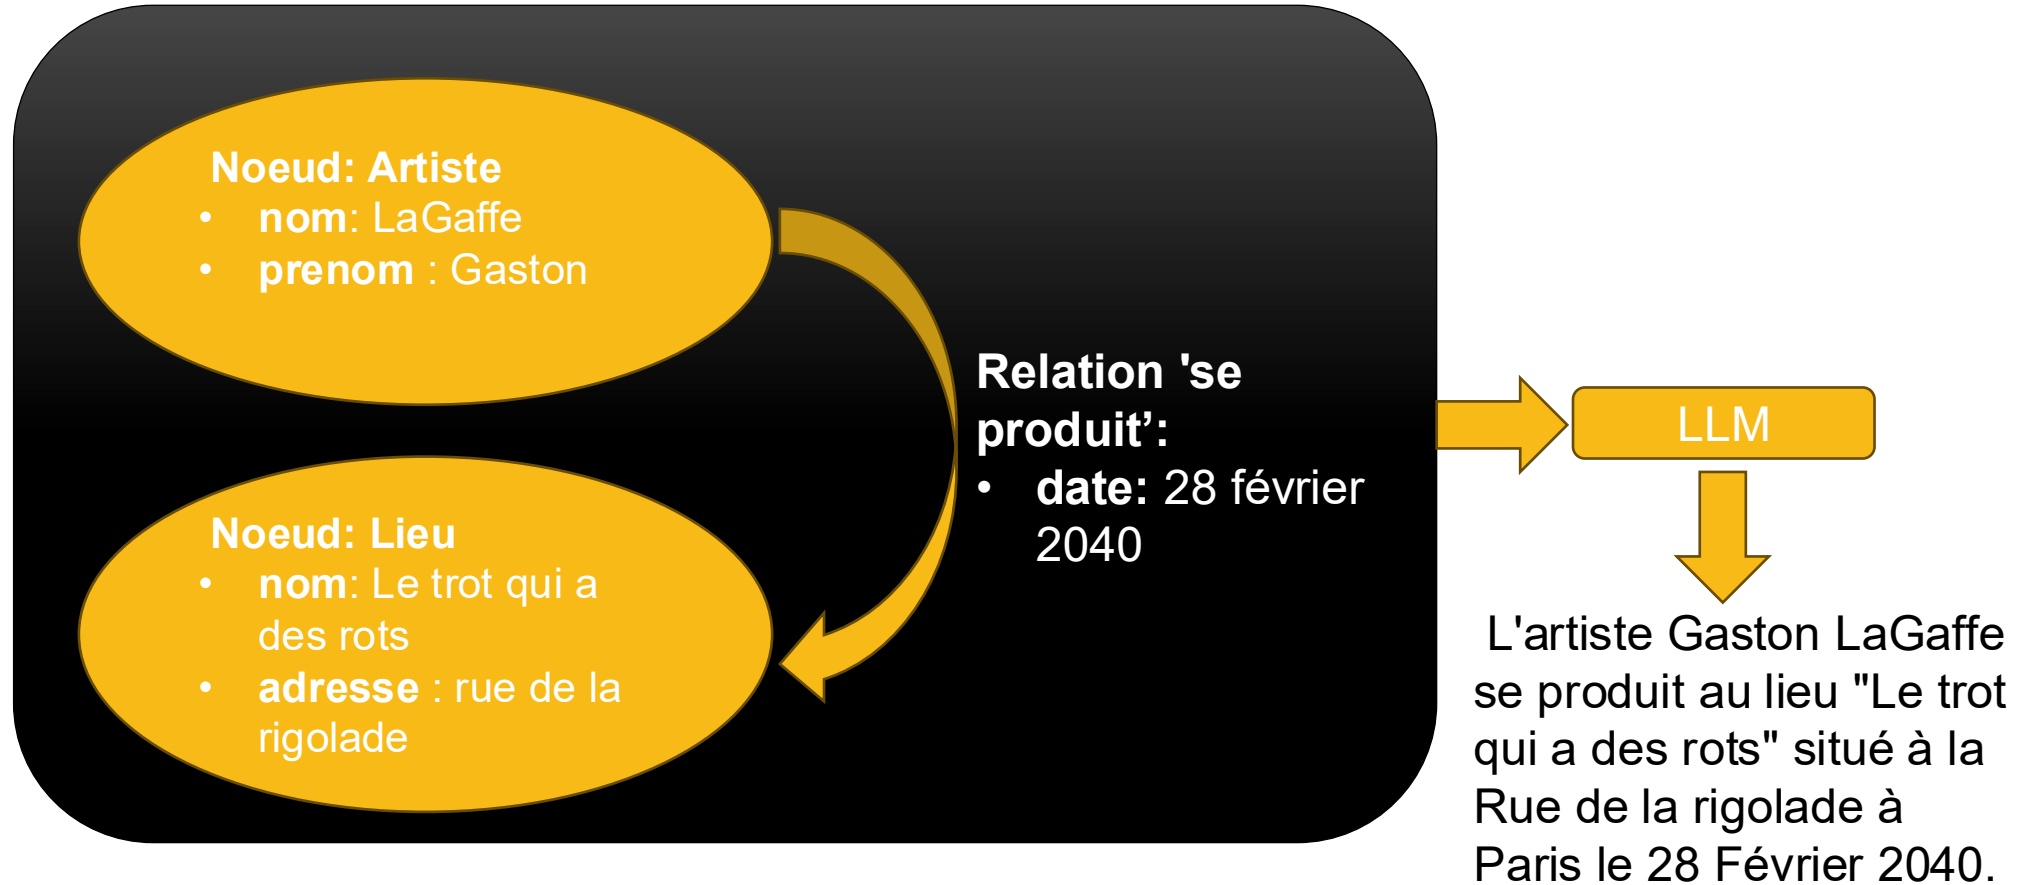 Noeud: Artiste
• nom: LaGaffe
• prenom : Gaston
Relation 'se
produit’:
• date: 28 février
2040
Noeud: Lieu
• nom: Le trot qui a
des rots
• adresse : rue de la
rigolade
LLM
L'artiste Gaston LaGaffe
se produit au lieu "Le trot
qui a des rots" situé à la
Rue de la rigolade à
Paris le 28 Février 2040.